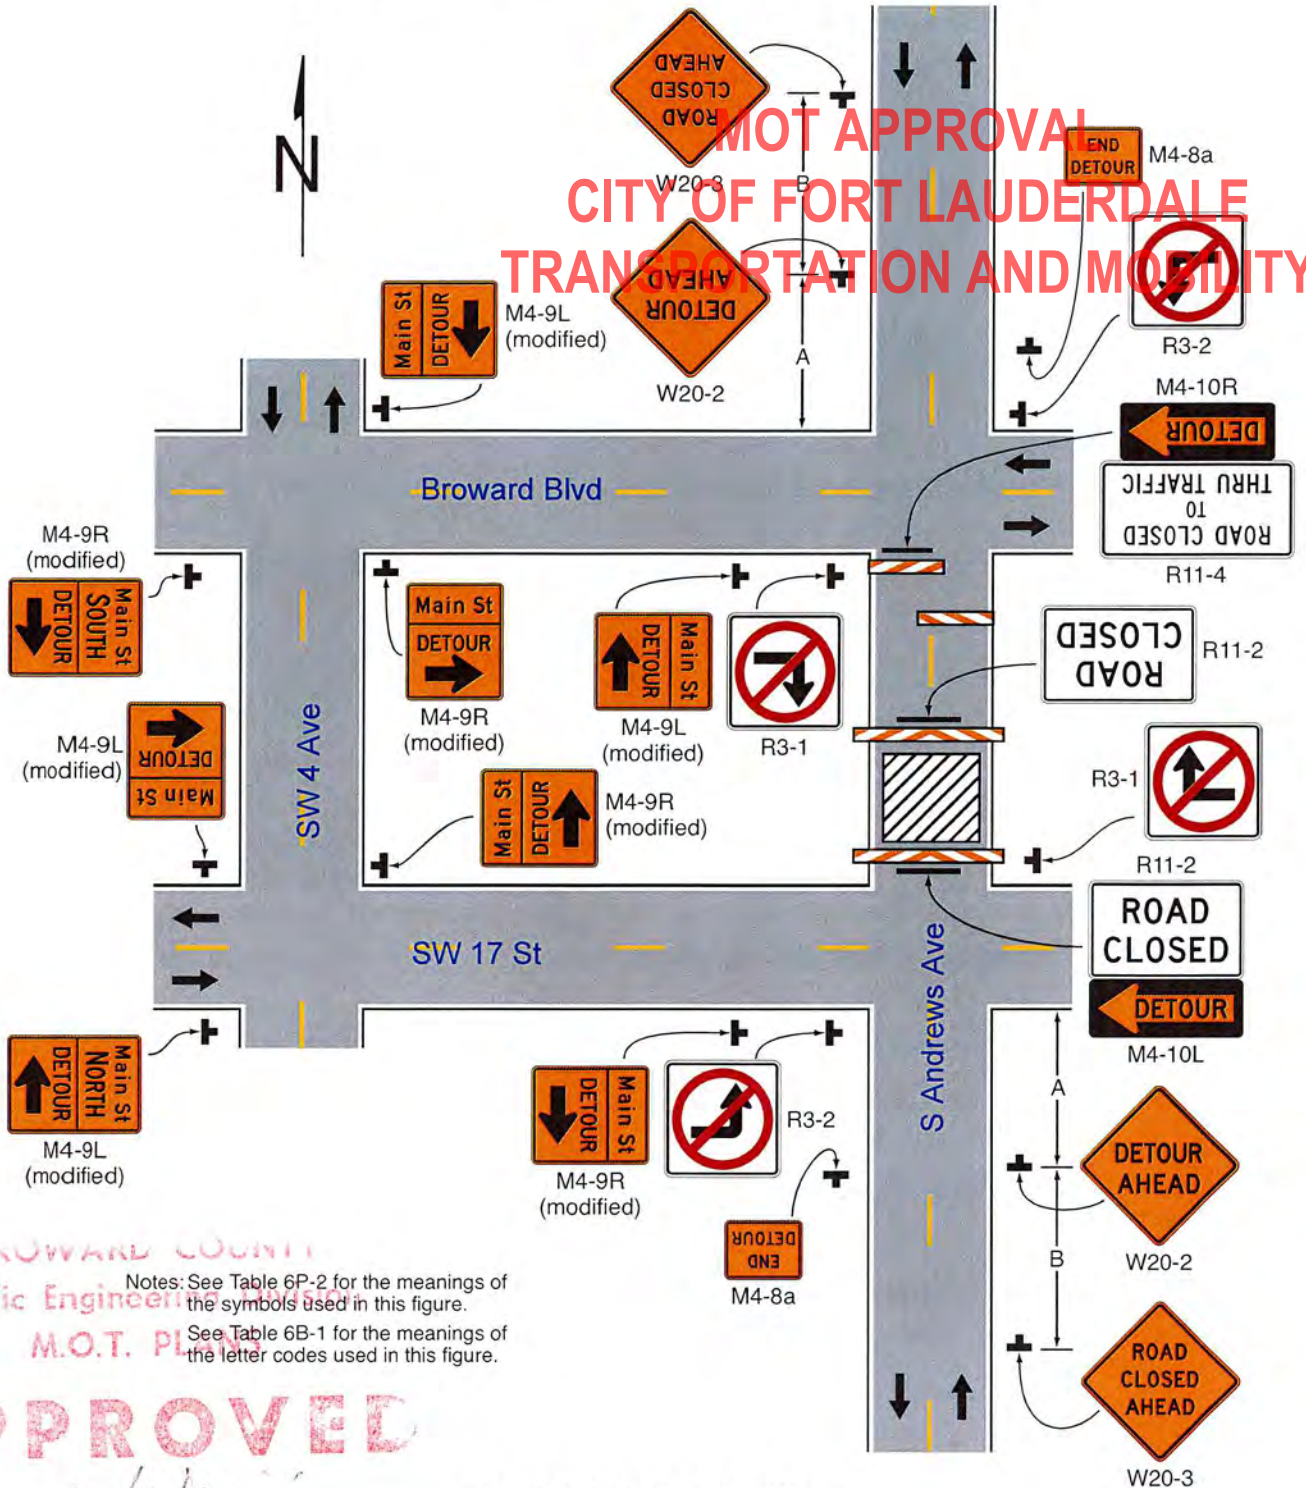 ROAD
CLOSED
AHEAD
W20-3
MOT APPROVAL
CITY OF FORT LAUDERDALE
TRANSPORTATION AND MOBILITY
N
B
END
DETOUR
M4-8a
R3-2
DETOUR
AHEAD
W20-2
A
Main St
DETOUR
M4-9L
(modified)
M4-10R
DETOUR
ROAD CLOSED
TO
THRU TRAFFIC
R11-4
Broward Blvd
M4-9R
(modified)
Main St
SOUTH
DETOUR
Main St
DETOUR
M4-9R
(modified)
Main St
DETOUR
M4-9L
(modified)
R3-1
ROAD
CLOSED
R11-2
M4-9L
(modified)
Main St
DETOUR
SW 4 Ave
Main St
DETOUR
M4-9R
(modified)
R3-1
R11-2
ROAD
CLOSED
DETOUR
M4-10L
SW 17 St
S Andrews Ave
Main St
NORTH
DETOUR
M4-9L
(modified)
Main St
DETOUR
M4-9R
(modified)
R3-2
END
DETOUR
M4-8a
A
DETOUR
AHEAD
W20-2
B
ROAD
CLOSED
AHEAD
W20-3
ROWARD COUNTY
ic Engineering Division
M.O.T. PLANS
Notes: See Table 6P-2 for the meanings of
the symbols used in this figure.
See Table 6B-1 for the meanings of
the letter codes used in this figure.
PROVED